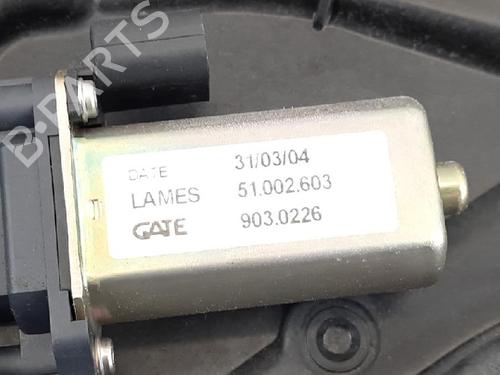 B-PARTS
DATE 31/03/04
LAMES 51.002.603
GATE 903.0226